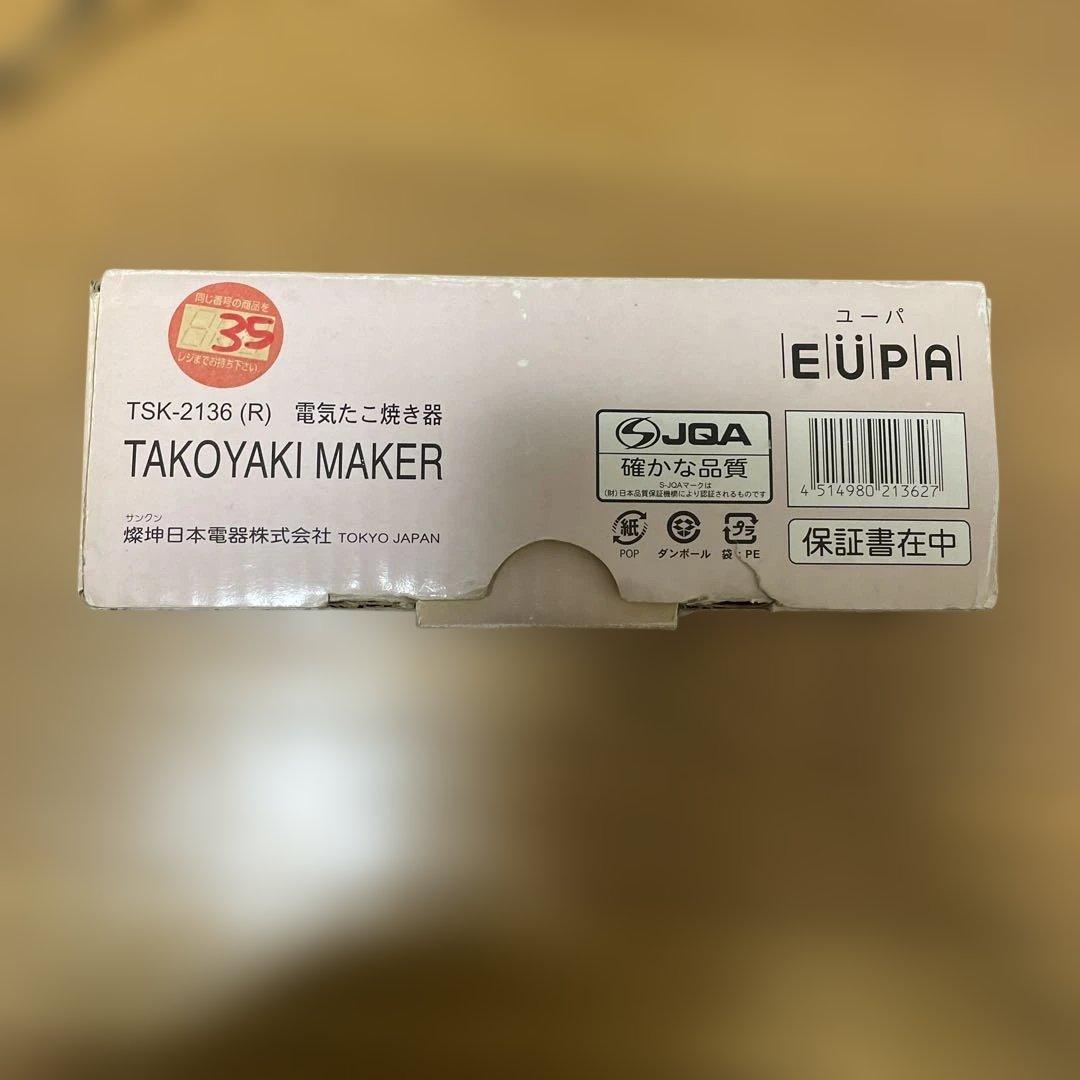 同じ番号の商品を
35
レジまでお持ち下さい
TSK-2136 (R) 電気たこ焼き器
TAKOYAKI MAKER
サンクン
燦坤日本電器株式会社 TOKYO JAPAN
ユーパ
EÜPA
JQA
確かな品質
S-JQAマークは
(財)日本品質保証機構により認証されるものです
紙
POP
ダンボール
プラ
袋:PE
4 514980 213627
保証書在中